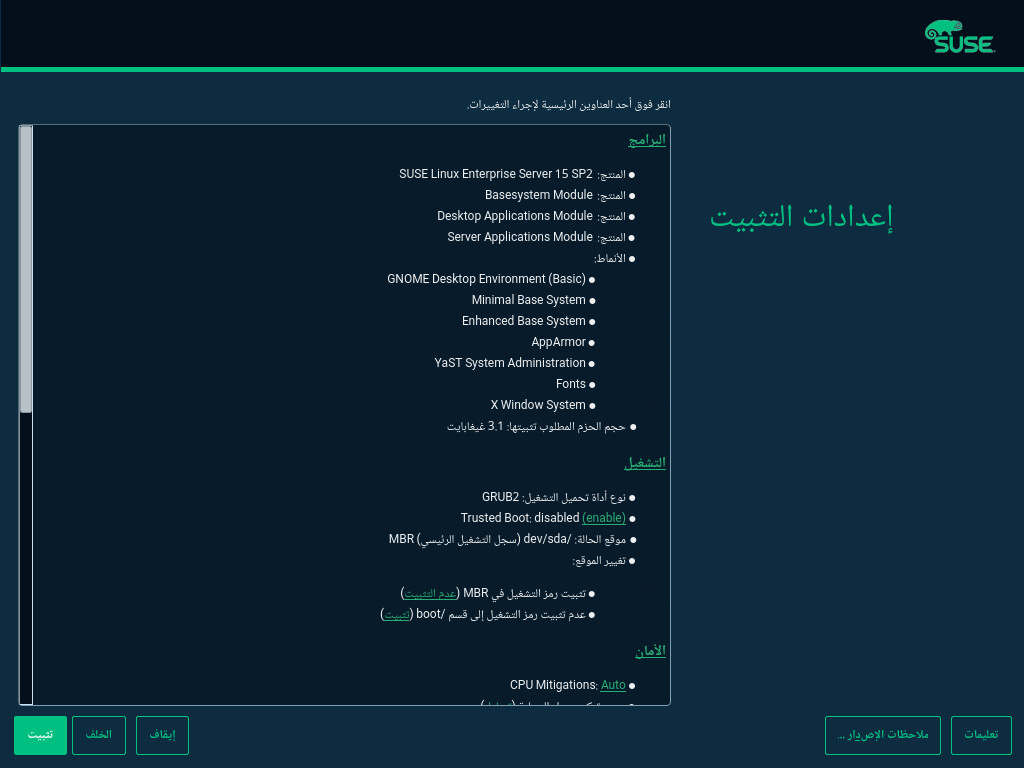 SUSE
انقر فوق أحد العناوين الرئيسية لإجراء التغييرات.
إعدادات التثبيت
البرامج
المنتج: SUSE Linux Enterprise Server 15 SP2
المنتج: Basesystem Module
المنتج: Desktop Applications Module
المنتج: Server Applications Module
الأنماط:
GNOME Desktop Environment (Basic)
Minimal Base System
Enhanced Base System
AppArmor
YaST System Administration
Fonts
X Window System
حجم الحزم المطلوب تثبيتها: 3.1 غيغابايت
التشغيل
نوع أداة تحميل التشغيل: GRUB2
Trusted Boot: disabled (enable)
موقع الحالة: /dev/sda (سجل التشغيل الرئيسي) MBR
تغيير الموقع:
تثبيت رمز التشغيل في MBR (عدم التثبيت)
عدم تثبيت رمز التشغيل إلى قسم /boot (تثبيت)
الأمان
CPU Mitigations: Auto
تعليمات
ملاحظات الإصدار ...
إيقاف
الخلف
تثبيت